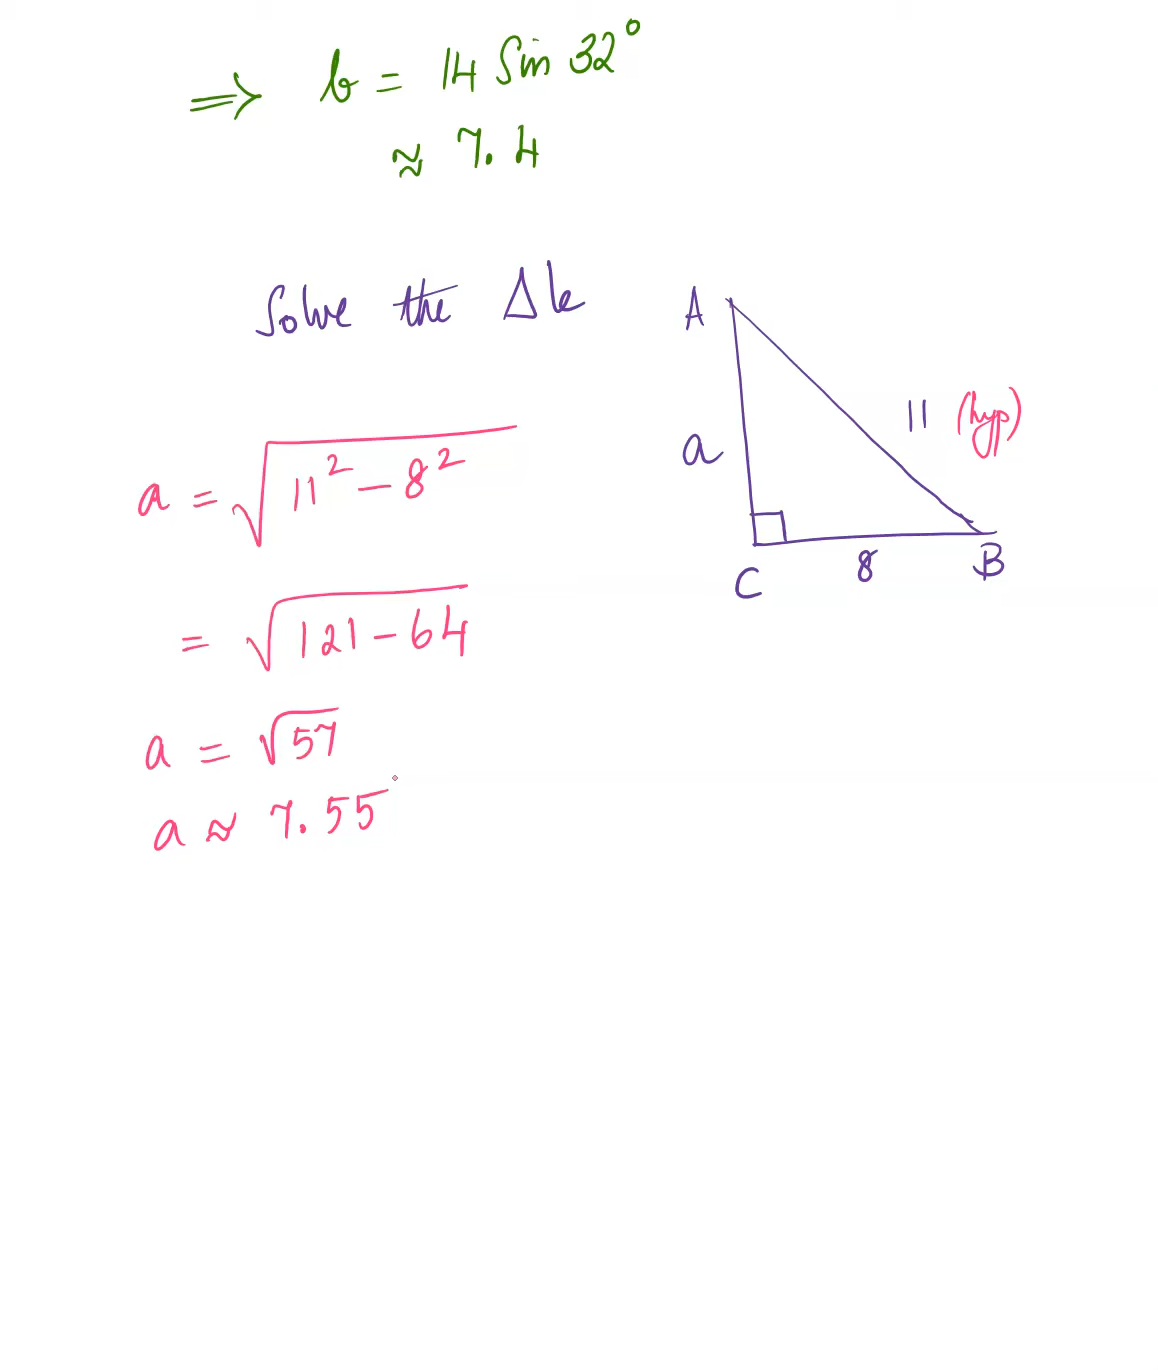 ⇒ b = 14 Sin 32°
≈ 7.4
Solve the Δle
A
11 (hyp)
a
a = √11² − 8²
8
B
C
= √121 − 64
a = √57
a ≈ 7.55